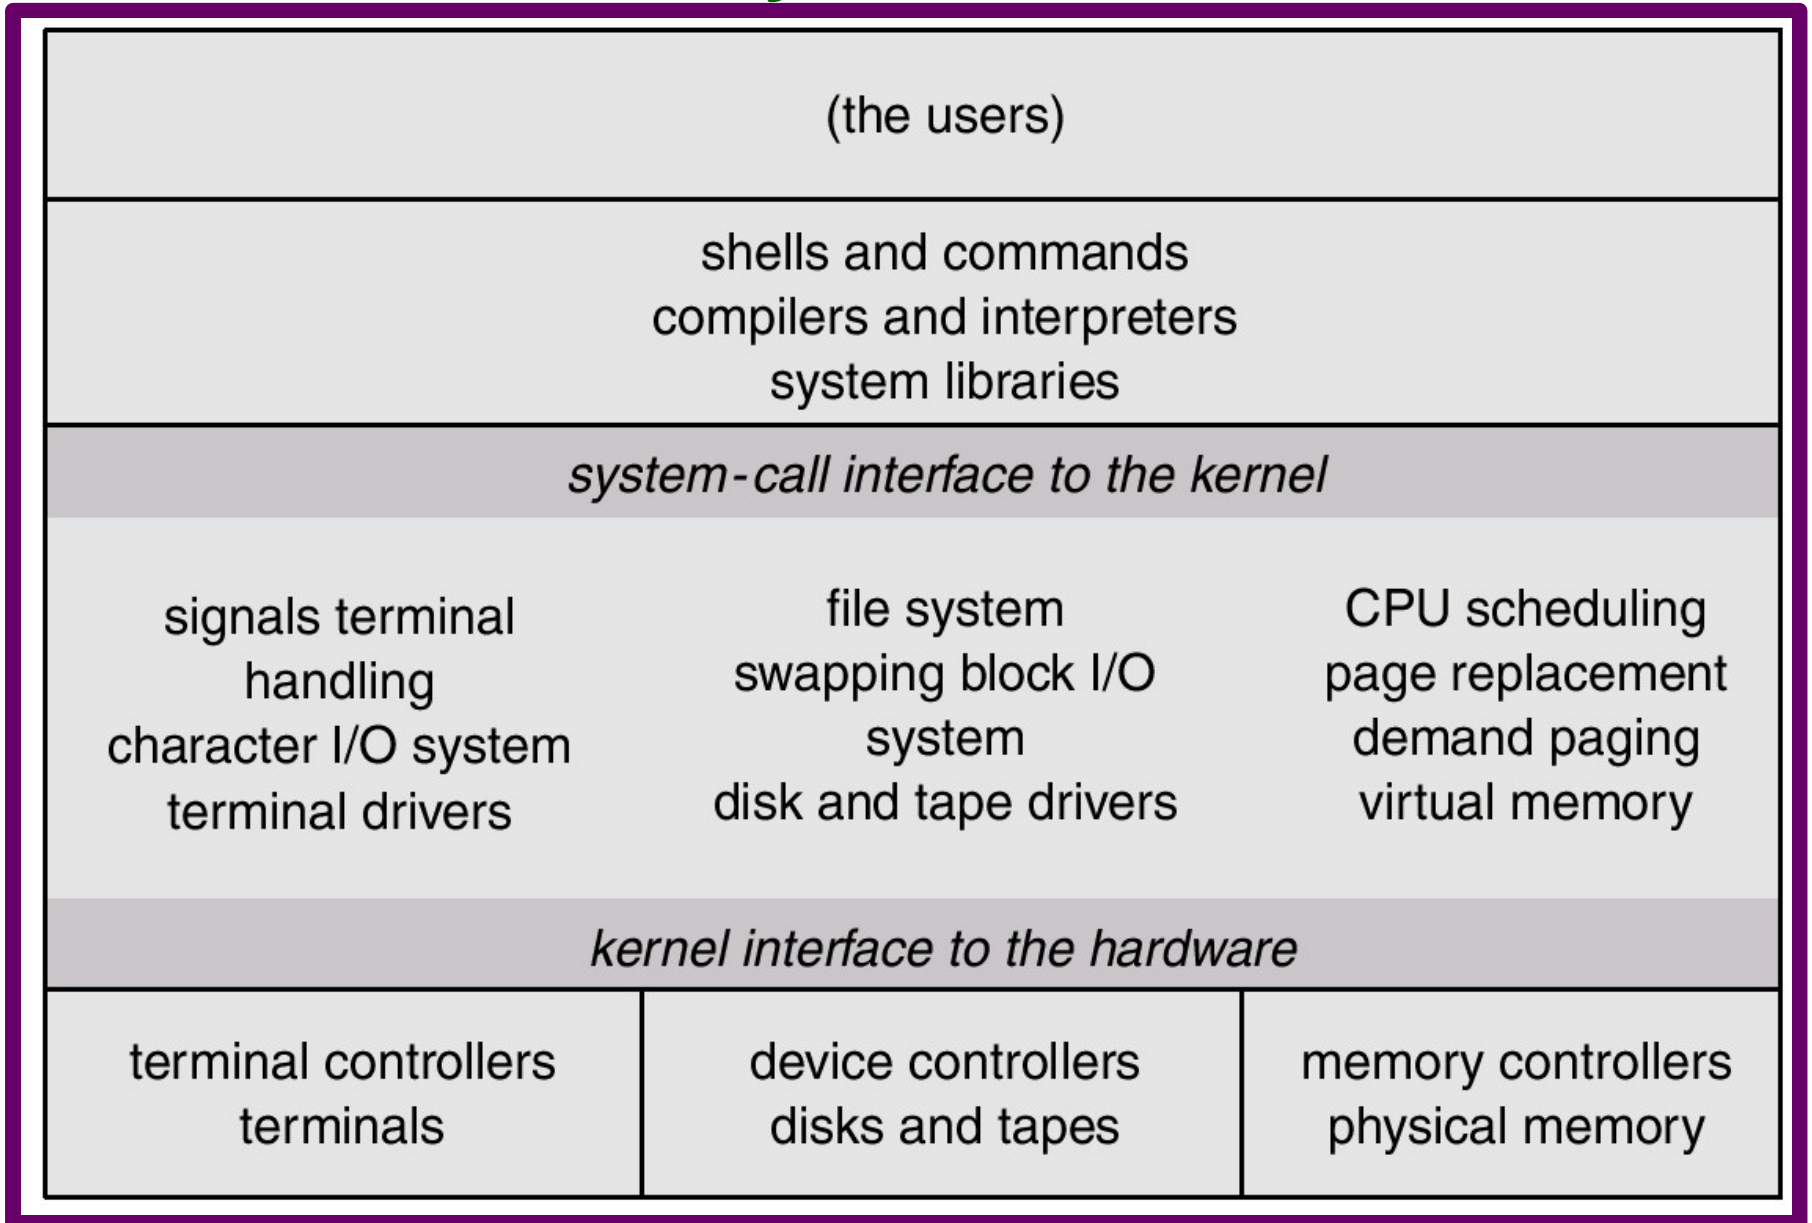 (the users)
shells and commands
compilers and interpreters
system libraries
system-call interface to the kernel
signals terminal
handling
character I/O system
terminal drivers
file system
swapping block I/O
system
disk and tape drivers
CPU scheduling
page replacement
demand paging
virtual memory
kernel interface to the hardware
terminal controllers
terminals
device controllers
disks and tapes
memory controllers
physical memory